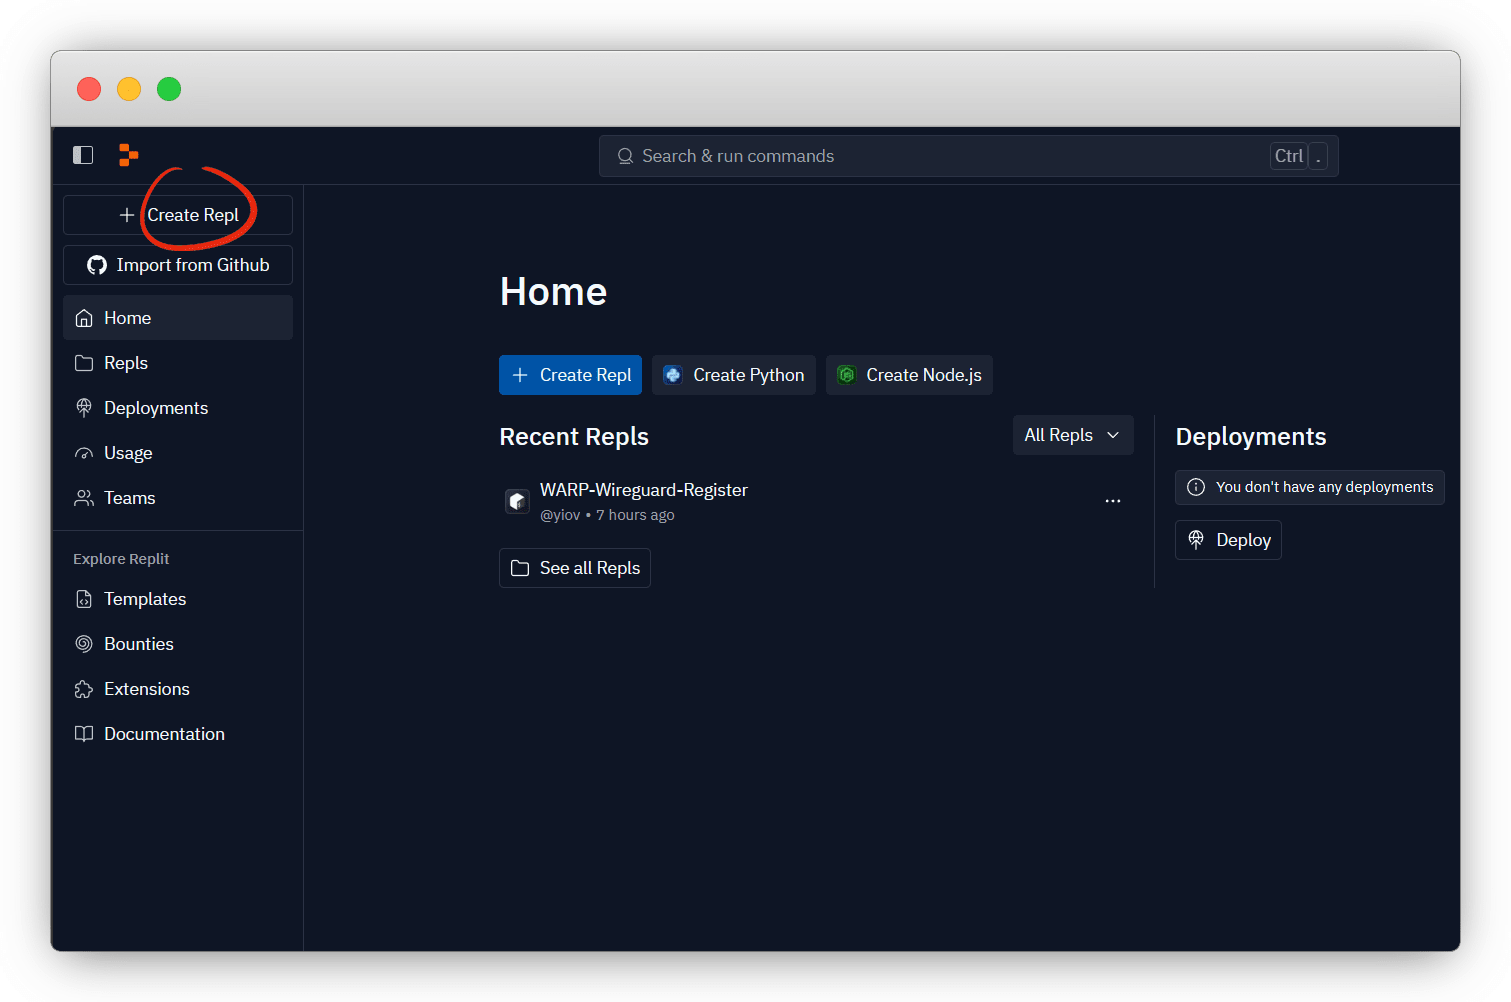 Search & run commands
Ctrl .
Create Repl
Import from Github
Home
Repls
Deployments
Usage
Teams
Explore Replit
Templates
Bounties
Extensions
Documentation
Home
Create Repl
Create Python
Create Node.js
Recent Repls
All Repls
WARP-Wireguard-Register
@yiov • 7 hours ago
See all Repls
Deployments
You don't have any deployments
Deploy